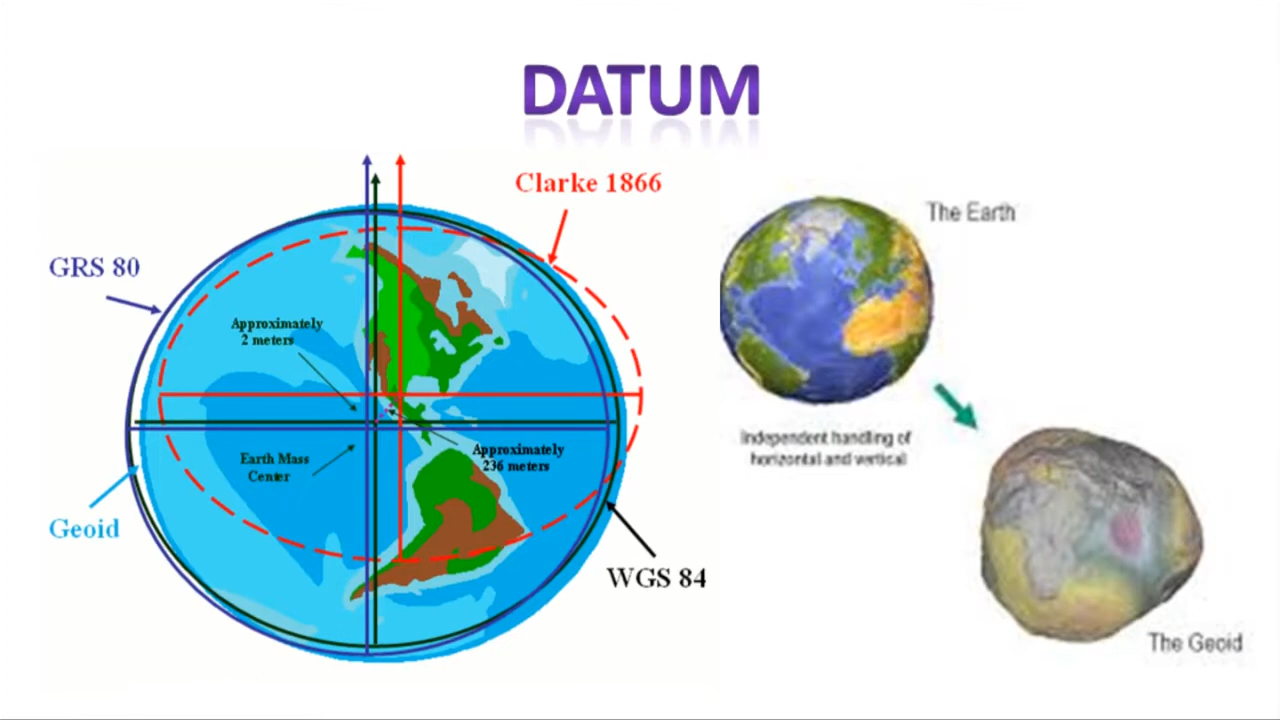 DATUM
Clarke 1866
GRS 80
Approximately
2 meters
Earth Mass
Center
Approximately
236 meters
Geoid
WGS 84
The Earth
Independent handling of
horizontal and vertical
The Geoid